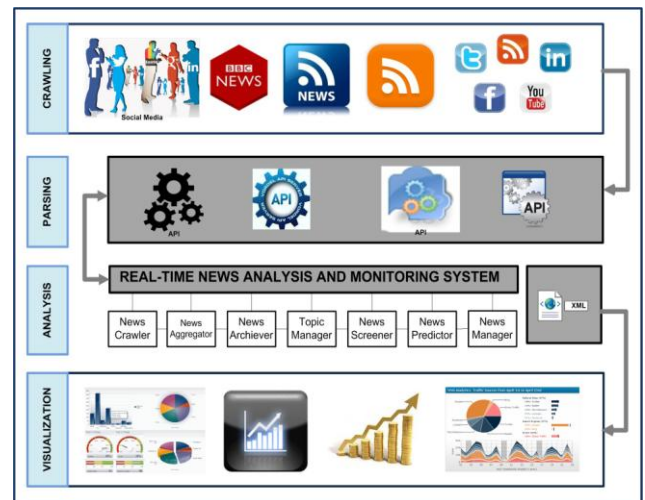 CRAWLING
Social Media
BBC
NEWS
NEWS
You
Tube
PARSING
API
API
API
API
ANALYSIS
REAL-TIME NEWS ANALYSIS AND MONITORING SYSTEM
News
Crawler
News
Aggregator
News
Archiever
Topic
Manager
News
Screener
News
Predictor
News
Manager
XML
VISUALIZATION